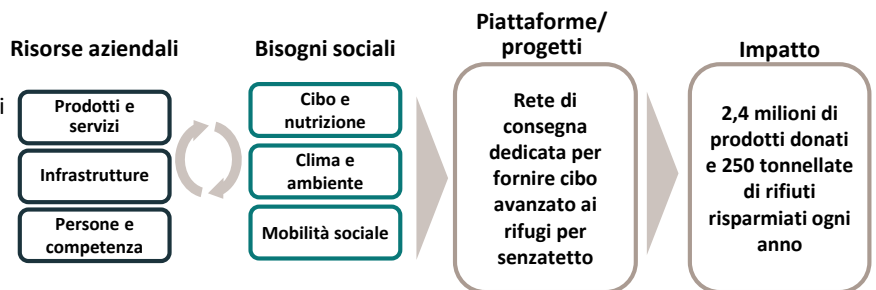 Risorse aziendali
Prodotti e
servizi
Infrastrutture
Persone e
competenza
Bisogni sociali
Cibo e
nutrizione
Clima e
ambiente
Mobilità sociale
Piattaforme/
progetti
Rete di
consegna
dedicata per
fornire cibo
avanzato ai
rifugi per
senzatetto
Impatto
2,4 milioni di
prodotti donati
e 250 tonnellate
di rifiuti
risparmiati ogni
anno